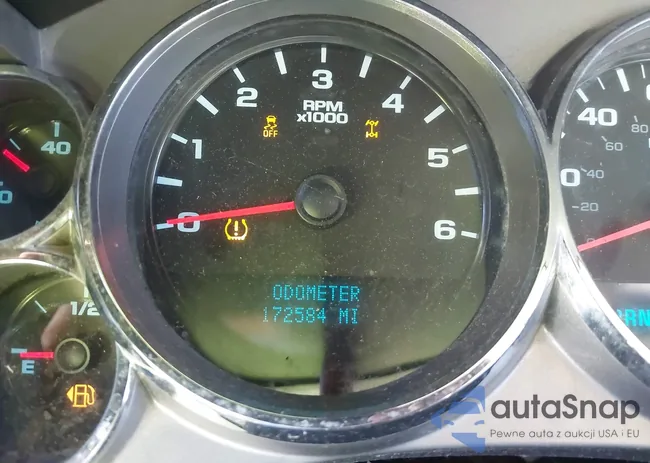 3
2
4
RPM
x1000
OFF
1
5
40
40
80
60
0
40
20
0
6
1/2
E
ODOMETER
172584 MI
RN
autaSnap
Pewne auta z aukcji USA i EU